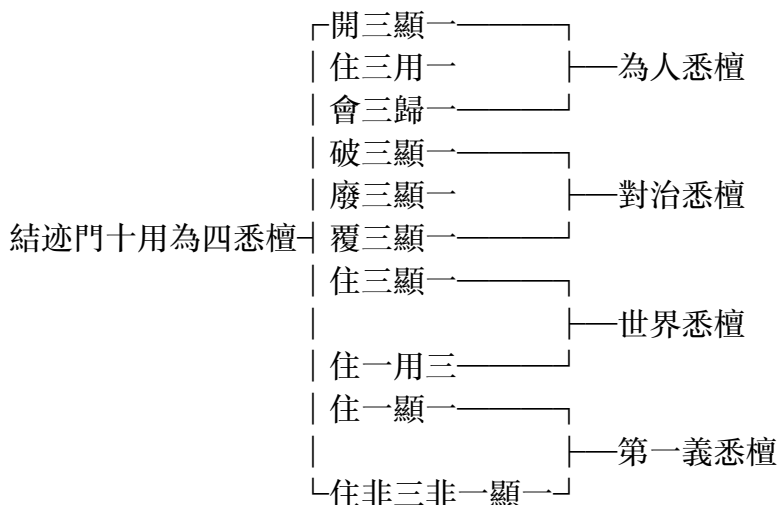 開三顯一
住三用一 為人悉檀
會三歸一
破三顯一
廢三顯一 對治悉檀
結迹門十用為四悉檀 覆三顯一
住三顯一
世界悉檀
住一用三
住一顯一
第一義悉檀
住非三非一顯一